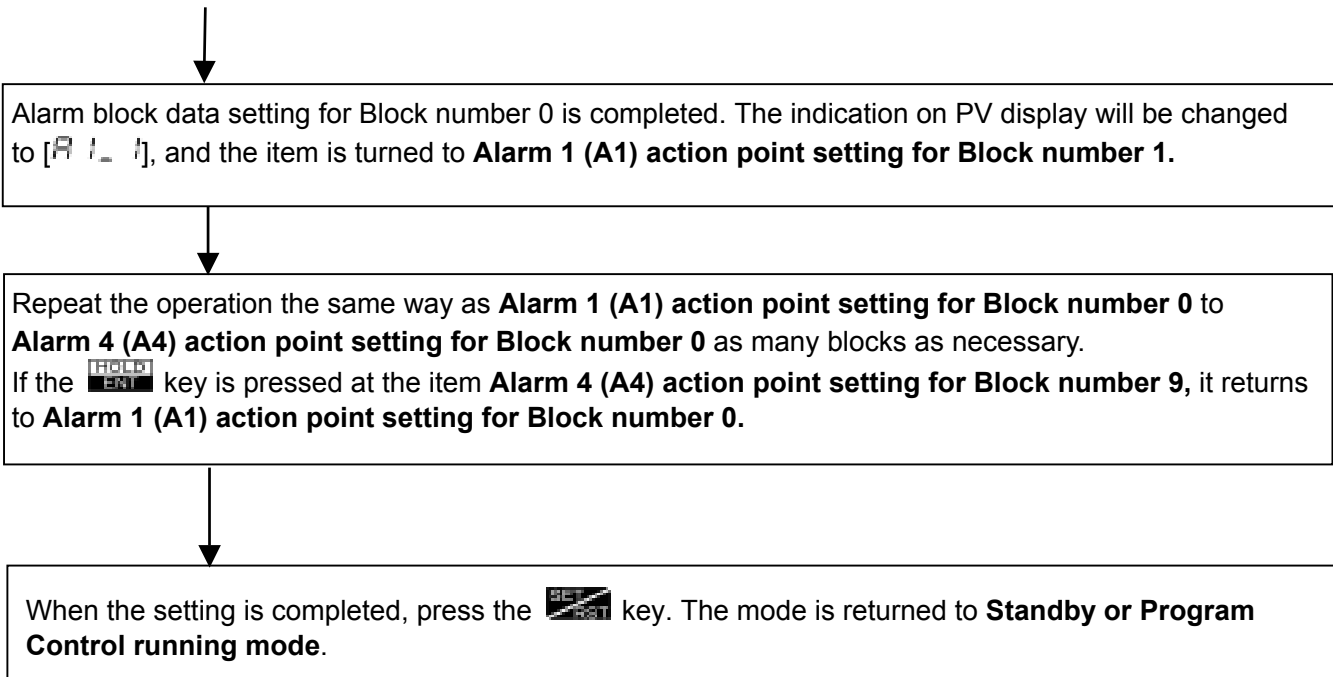 Alarm block data setting for Block number 0 is completed. The indication on PV display will be changed
to [A1_ 1], and the item is turned to Alarm 1 (A1) action point setting for Block number 1.
Repeat the operation the same way as Alarm 1 (A1) action point setting for Block number 0 to
Alarm 4 (A4) action point setting for Block number 0 as many blocks as necessary.
If the HOLD ENT key is pressed at the item Alarm 4 (A4) action point setting for Block number 9, it returns
to Alarm 1 (A1) action point setting for Block number 0.
When the setting is completed, press the SET/RST key. The mode is returned to Standby or Program
Control running mode.